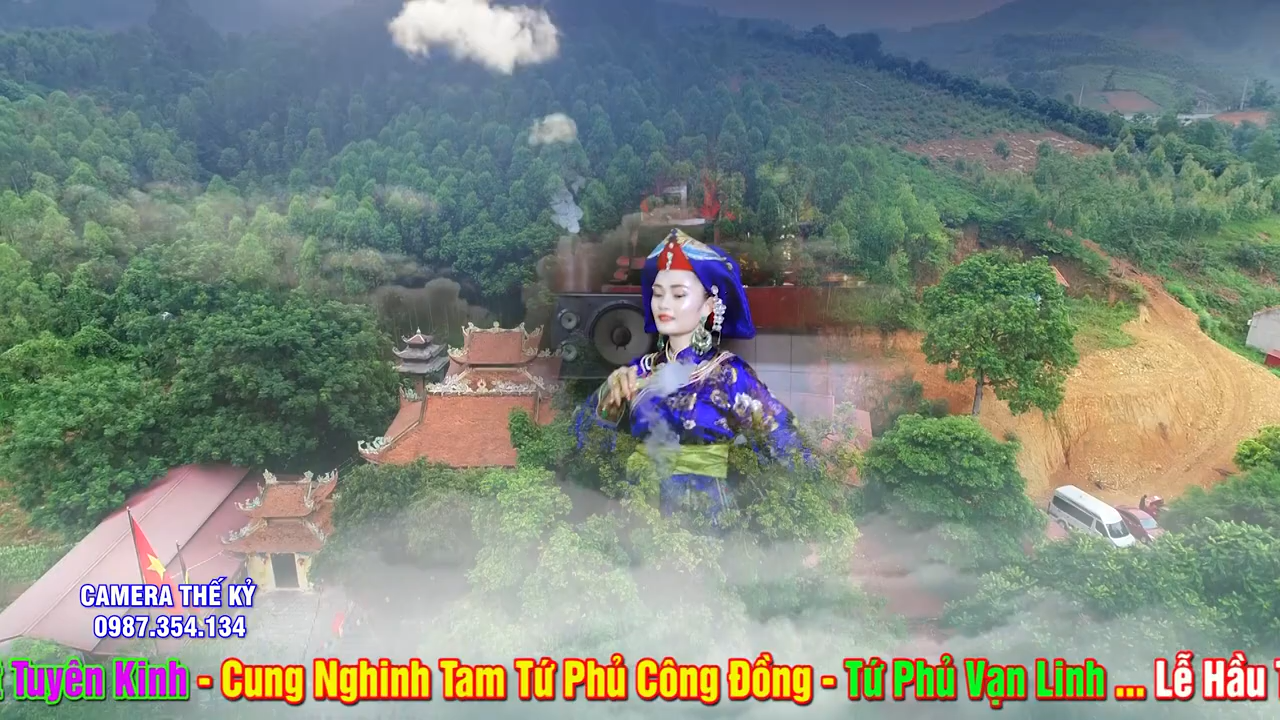 CAMERA THẾ KỶ
0987.354.134
Tuyên Kinh - Cung Nghinh Tam Tứ Phủ Công Đồng - Tứ Phủ Vạn Linh ... Lễ Hầu